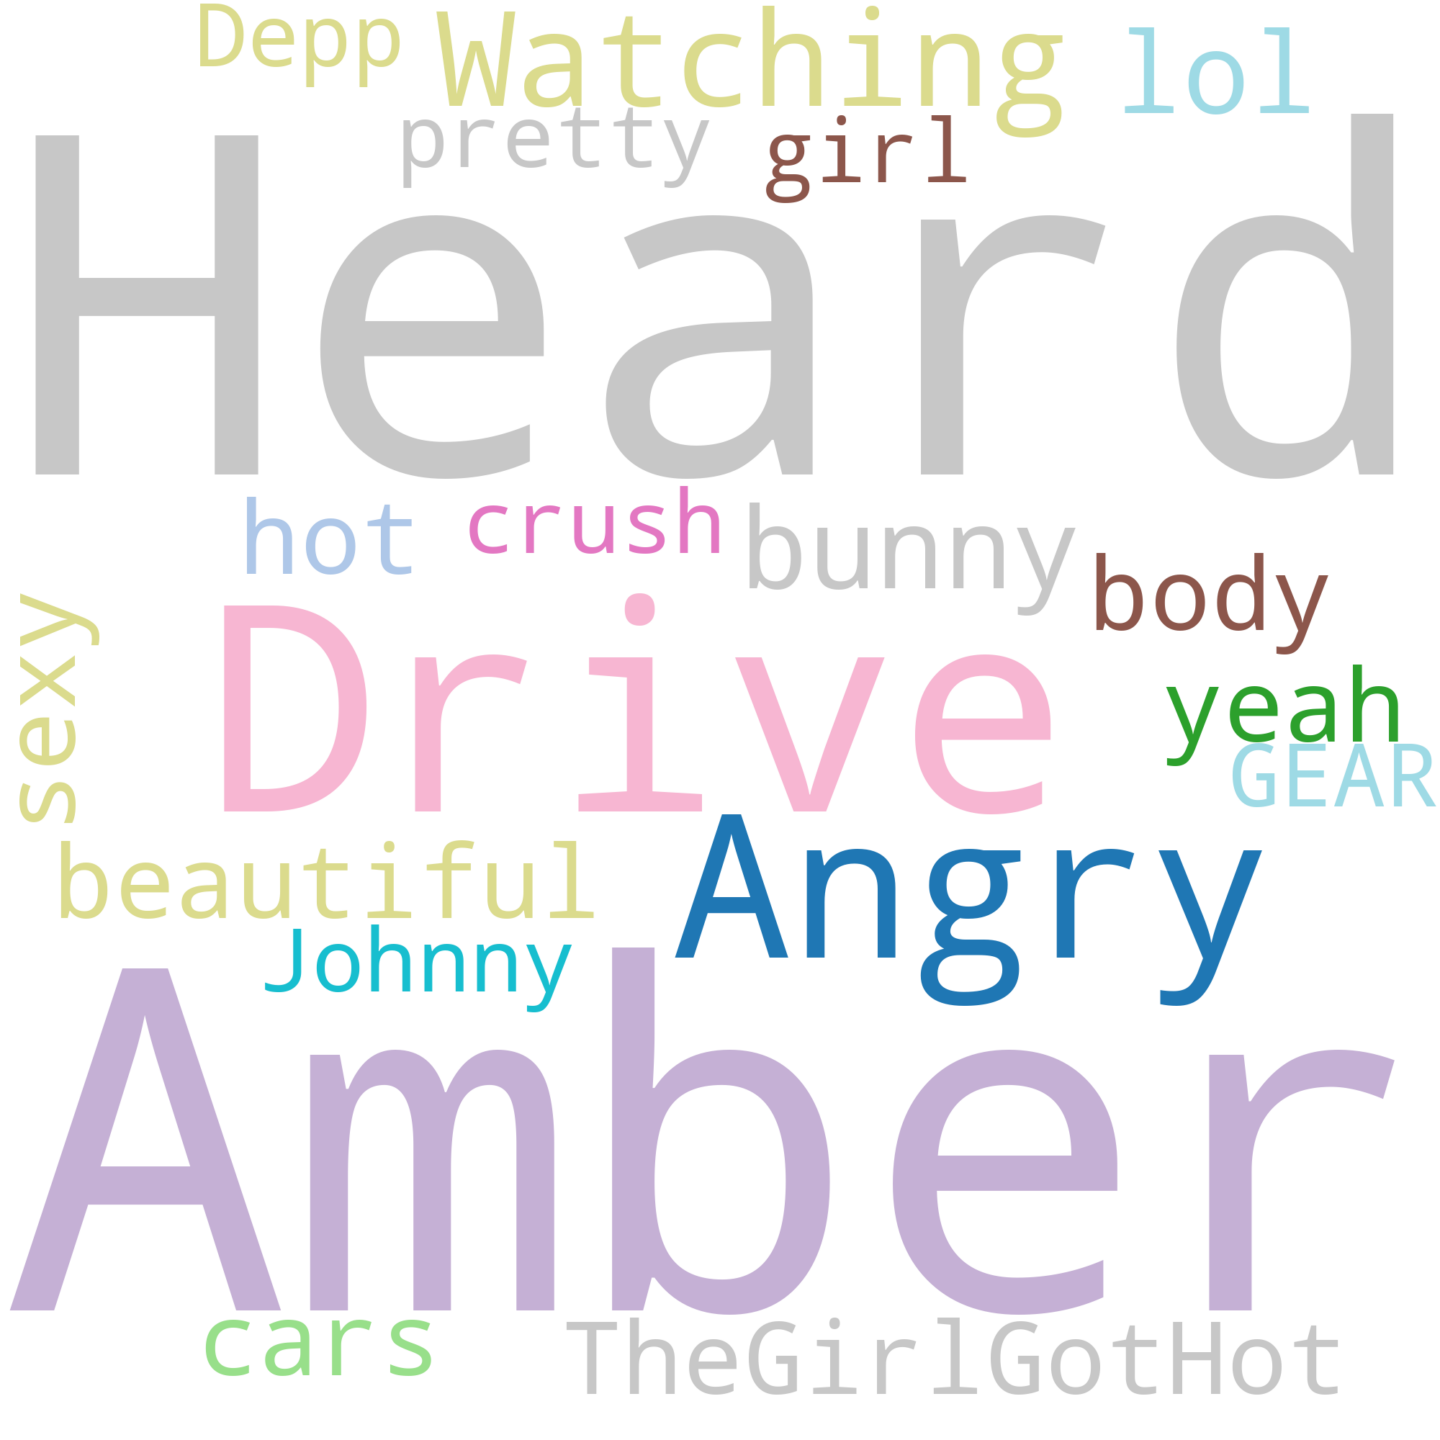 Depp Watching lol
pretty girl
Heard
hot crush bunny
body
sexy Drive yeah
GEAR
beautiful Angry
Johnny
Amber
cars TheGirlGotHot